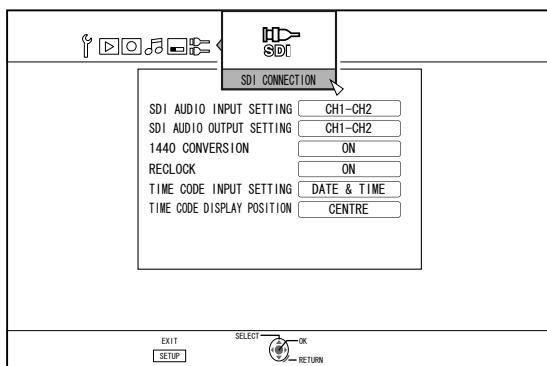 SDI
SDI CONNECTION
SDI AUDIO INPUT SETTING CH1-CH2
SDI AUDIO OUTPUT SETTING CH1-CH2
1440 CONVERSION ON
RECLOCK ON
TIME CODE INPUT SETTING DATE & TIME
TIME CODE DISPLAY POSITION CENTRE
EXIT
SETUP
SELECT
OK
RETURN